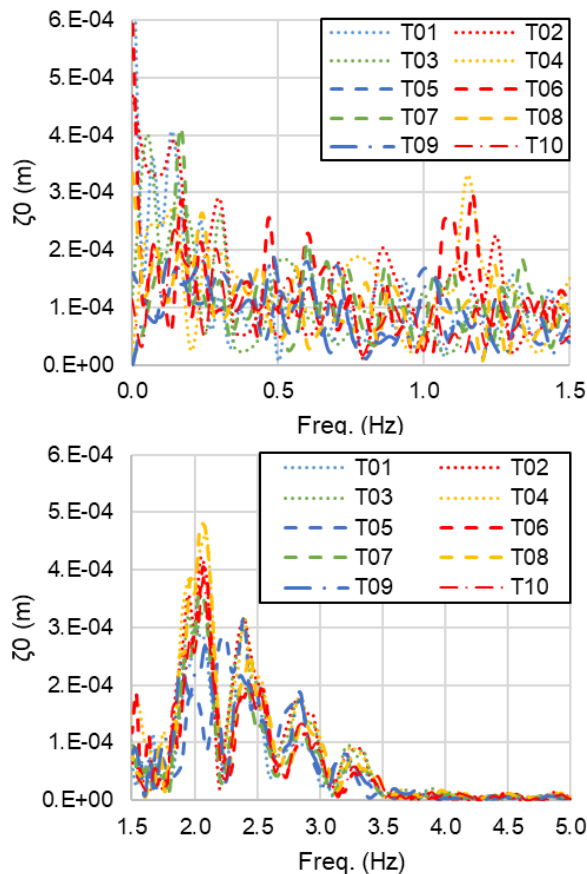 6.E-04
5.E-04
4.E-04
3.E-04
2.E-04
1.E-04
0.E+00
ζ0 (m)
T01 T02
T03 T04
T05 T06
T07 T08
T09 T10
0.0 0.5 1.0 1.5
Freq. (Hz)
6.E-04
5.E-04
4.E-04
3.E-04
2.E-04
1.E-04
0.E+00
ζ0 (m)
T01 T02
T03 T04
T05 T06
T07 T08
T09 T10
1.5 2.0 2.5 3.0 3.5 4.0 4.5 5.0
Freq. (Hz)